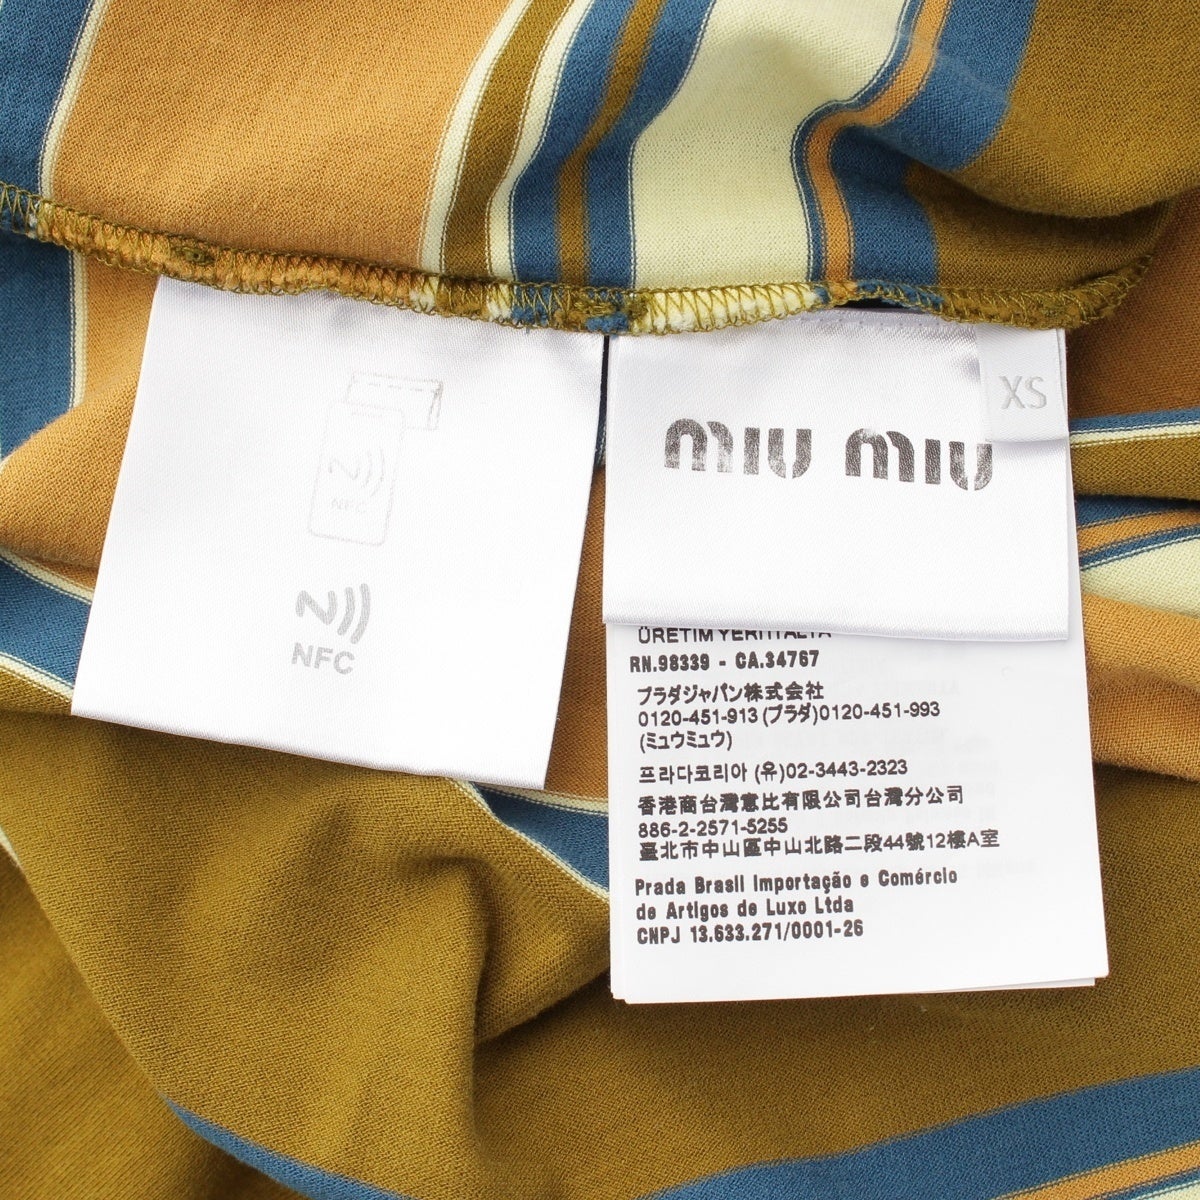 NFC
NFC
miu miu
XS
ÜRETİM YERİ İTALYA
RN.98339 - CA.34767
プラダジャパン株式会社
0120-451-913 (プラダ)0120-451-993
(ミュウミュウ)
프라다코리아 (유)02-3443-2323
香港商台灣意比有限公司台灣分公司
886-2-2571-5255
臺北市中山區中山北路二段44號12樓A室
Prada Brasil Importação e Comércio
de Artigos de Luxo Ltda
CNPJ 13.633.271/0001-26